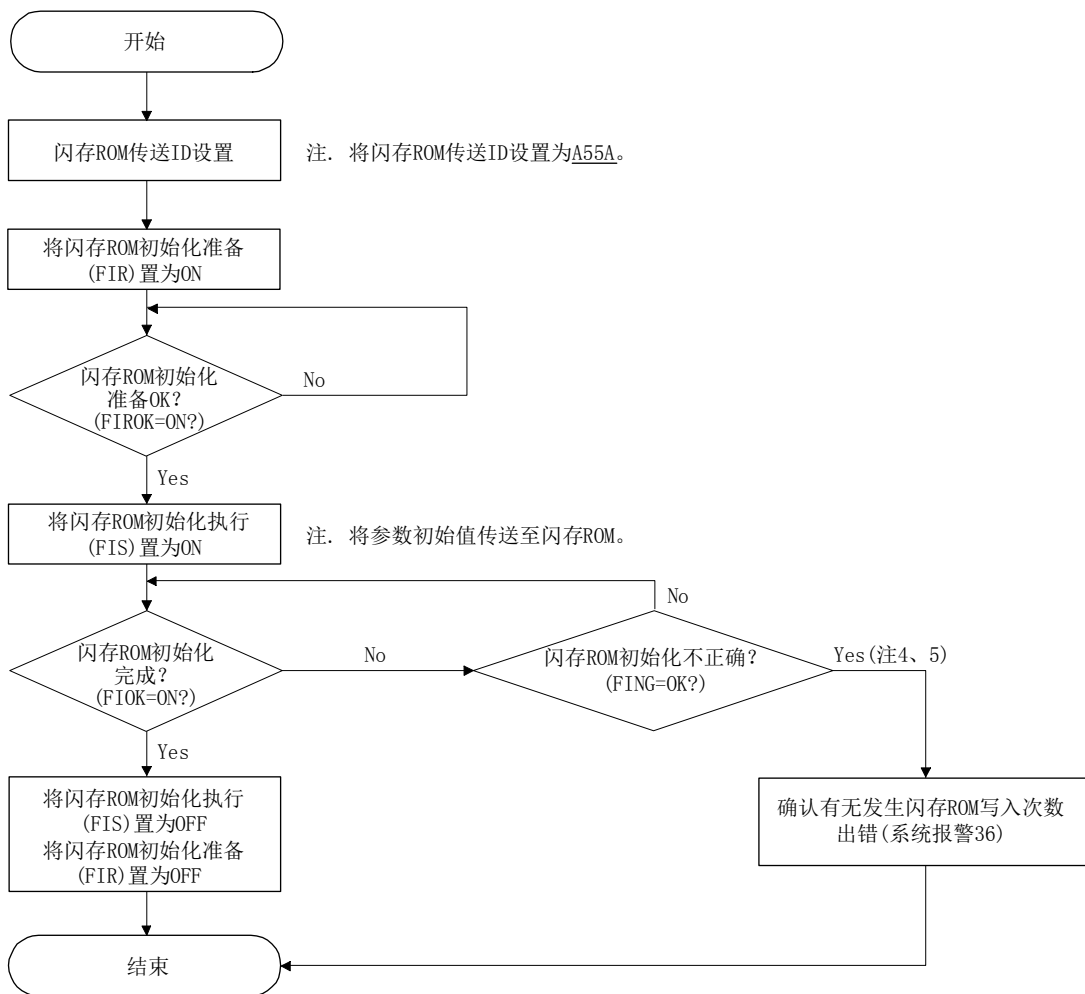 开始
闪存ROM传送ID设置
注. 将闪存ROM传送ID设置为A55A。
将闪存ROM初始化准备
(FIR)置为ON
闪存ROM初始化
准备OK？
(FIROK=ON?)
No
Yes
将闪存ROM初始化执行
(FIS)置为ON
注. 将参数初始值传送至闪存ROM。
No
闪存ROM初始化
完成？
(FIOK=ON?)
No
闪存ROM初始化不正确？
(FING=OK?)
Yes(注4、5)
Yes
将闪存ROM初始化执行
(FIS)置为OFF
将闪存ROM初始化准备
(FIR)置为OFF
确认有无发生闪存ROM写入次数
出错(系统报警36)
结束